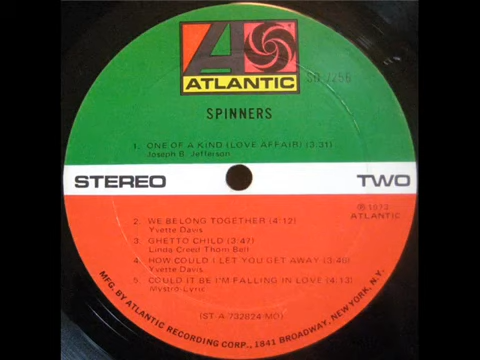 ATLANTIC
SD 7256
SPINNERS
1. ONE OF A KIND (LOVE AFFAIR) (3:31)
Joseph B. Jefferson
STEREO
TWO
℗ 1972
ATLANTIC
2. WE BELONG TOGETHER (4:12)
Yvette Davis
3. GHETTO CHILD (3:47)
Linda Creed Thom Bell
4. HOW COULD I LET YOU GET AWAY (3:40)
Yvette Davis
5. COULD IT BE I'M FALLING IN LOVE (4:13)
Mystro Lyric
(ST-A-732824-MO)
MFG. BY ATLANTIC RECORDING CORP., 1841 BROADWAY, NEW YORK, N.Y.